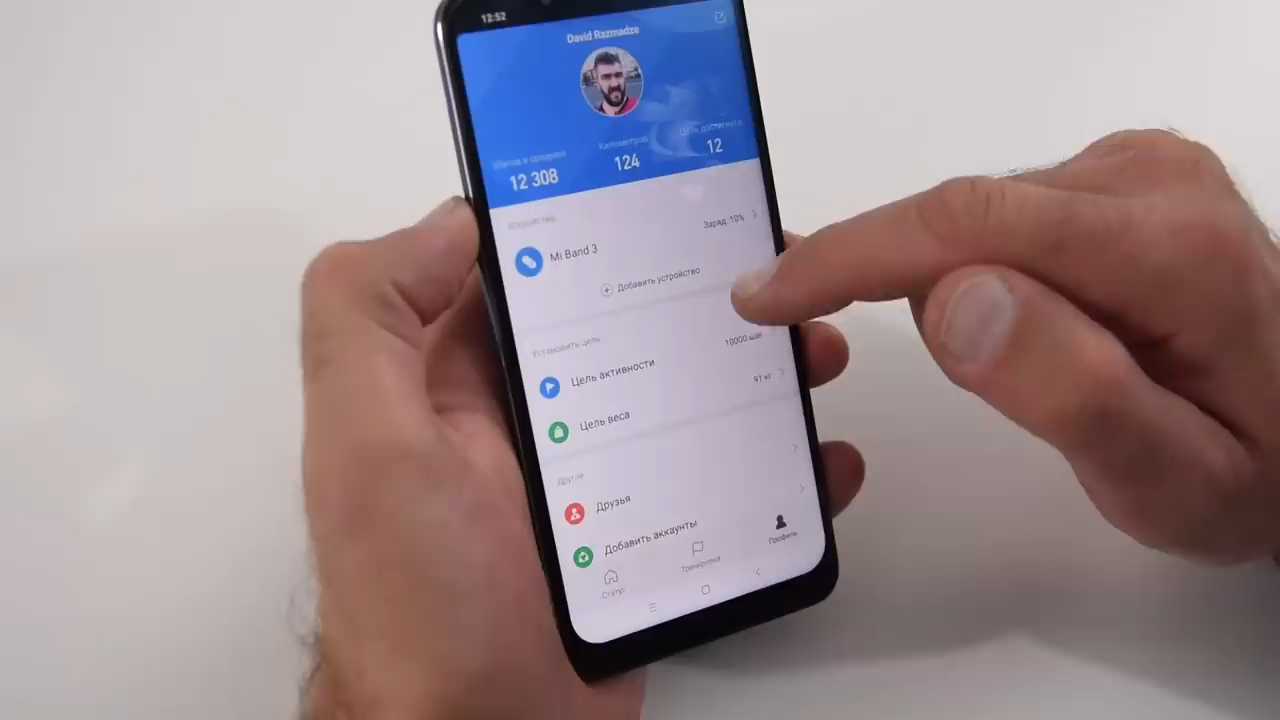 12:52
David Razmadze
Шагов в среднем
Километров
Цель достигнута
12 308
124
12
Устройства
Mi Band 3
Заряд: 10%
Добавить устройство
Установить цель
Цель активности
10000 шаг
Цель веса
91 кг
Другое
Друзья
Добавить аккаунты
Статус
Тренировка
Профиль